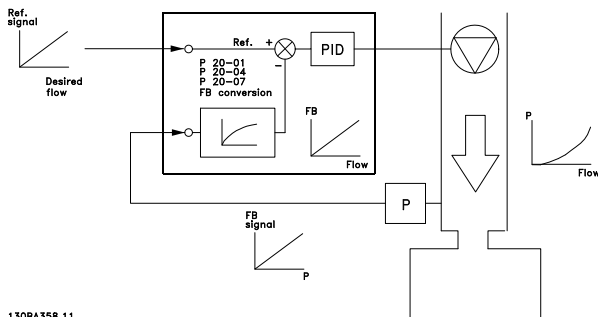 Ref.
signal
Desired
flow
Ref.
+
−
PID
P 20-01
P 20-04
P 20-07
FB conversion
FB
Flow
P
Flow
P
FB
signal
P
130BA358.11